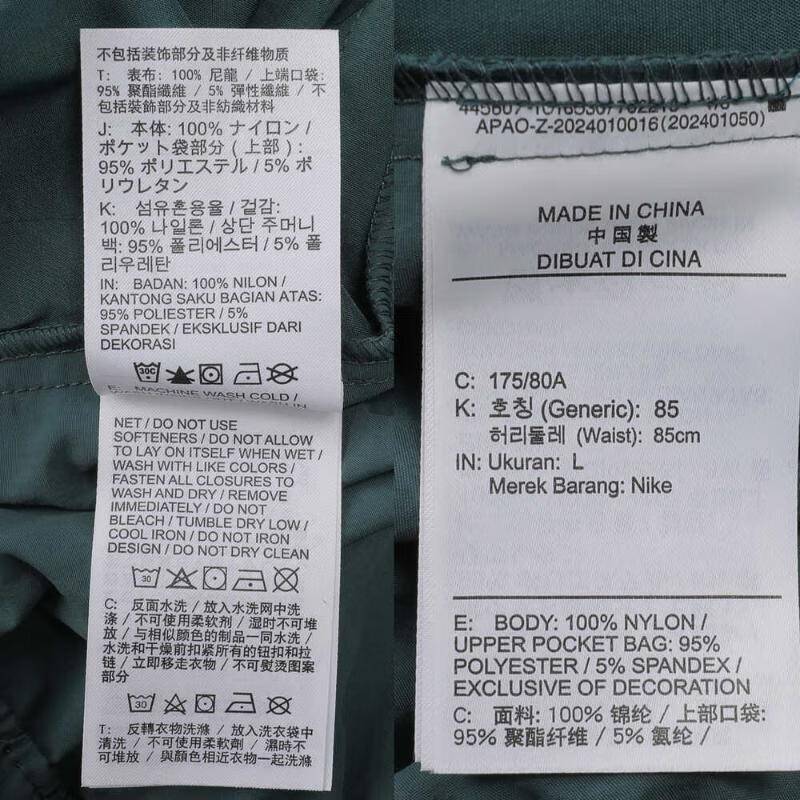 不包括装饰部分及非纤维物质
T: 表布: 100% 尼龍 / 上端口袋:
95% 聚酯纖維 / 5% 彈性纖維 / 不
包括裝飾部分及非紡織材料
J: 本体: 100% ナイロン /
ポケット袋部分 (上部):
95% ポリエステル / 5% ポ
リウレタン
K: 섬유혼용율 / 겉감:
100% 나일론 / 상단 주머니
백: 95% 폴리에스터 / 5% 폴
리우레탄
IN: BADAN: 100% NILON /
KANTONG SAKU BAGIAN ATAS:
95% POLIESTER / 5%
SPANDEK / EKSKLUSIF DARI
DEKORASI
30C
E: MACHINE WASH COLD /
NET / DO NOT USE
SOFTENERS / DO NOT ALLOW
TO LAY ON ITSELF WHEN WET /
WASH WITH LIKE COLORS /
FASTEN ALL CLOSURES TO
WASH AND DRY / REMOVE
IMMEDIATELY / DO NOT
BLEACH / TUMBLE DRY LOW /
COOL IRON / DO NOT IRON
DESIGN / DO NOT DRY CLEAN
30
C: 反面水洗 / 放入水洗网中洗
涤 / 不可使用柔软剂 / 湿时不可堆
放 / 与相似颜色的制品一同水洗 /
水洗和干燥前扣紧所有的钮扣和拉
链 / 立即移走衣物 / 不可熨烫图案
部分
30
T: 反轉衣物洗滌 / 放入洗衣袋中
清洗 / 不可使用柔軟劑 / 濕時不
可堆放 / 與顏色相近衣物一起洗滌
APAO-Z-2024010016(202401050)
MADE IN CHINA
中国製
DIBUAT DI CINA
C: 175/80A
K: 호칭 (Generic): 85
허리둘레 (Waist): 85cm
IN: Ukuran: L
Merek Barang: Nike
E: BODY: 100% NYLON /
UPPER POCKET BAG: 95%
POLYESTER / 5% SPANDEX /
EXCLUSIVE OF DECORATION
C: 面料: 100% 锦纶 / 上部口袋:
95% 聚酯纤维 / 5% 氨纶 /